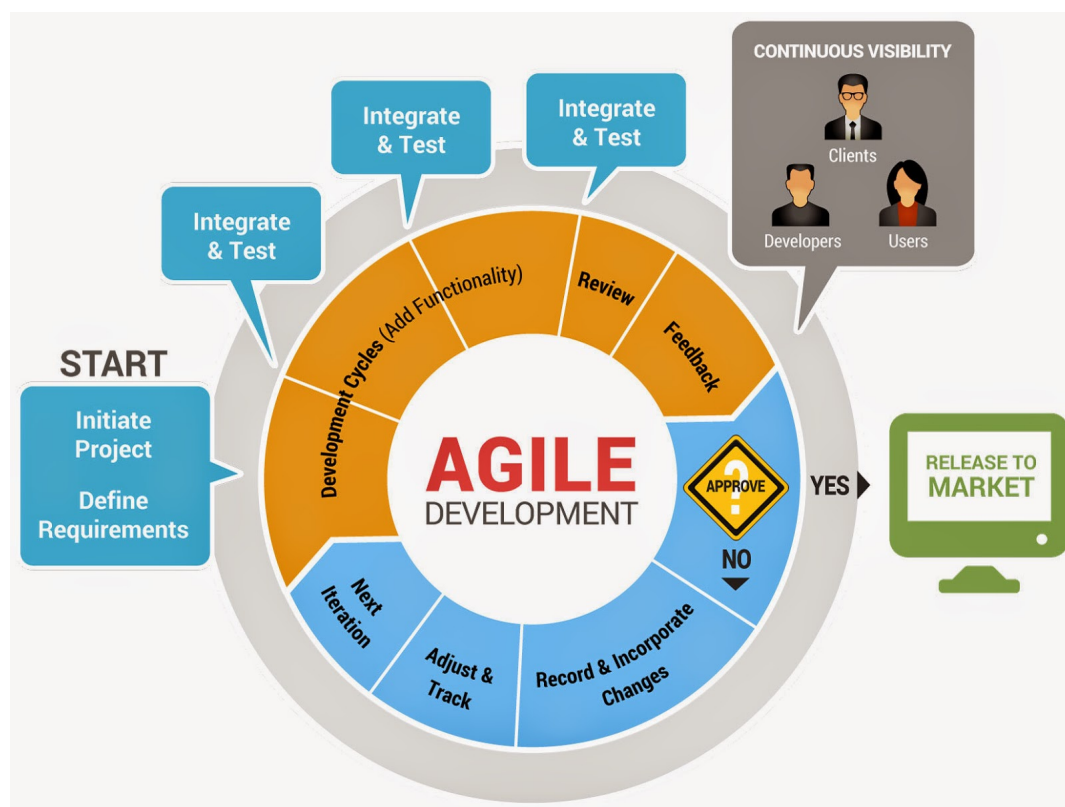 START
Initiate
Project
Define
Requirements
Integrate
& Test
Integrate
& Test
Integrate
& Test
CONTINUOUS VISIBILITY
Clients
Developers
Users
Development Cycles (Add Functionality)
Review
Feedback
AGILE
DEVELOPMENT
?
APPROVE
YES
RELEASE TO
MARKET
NO
Record & Incorporate
Changes
Adjust &
Track
Next
Iteration